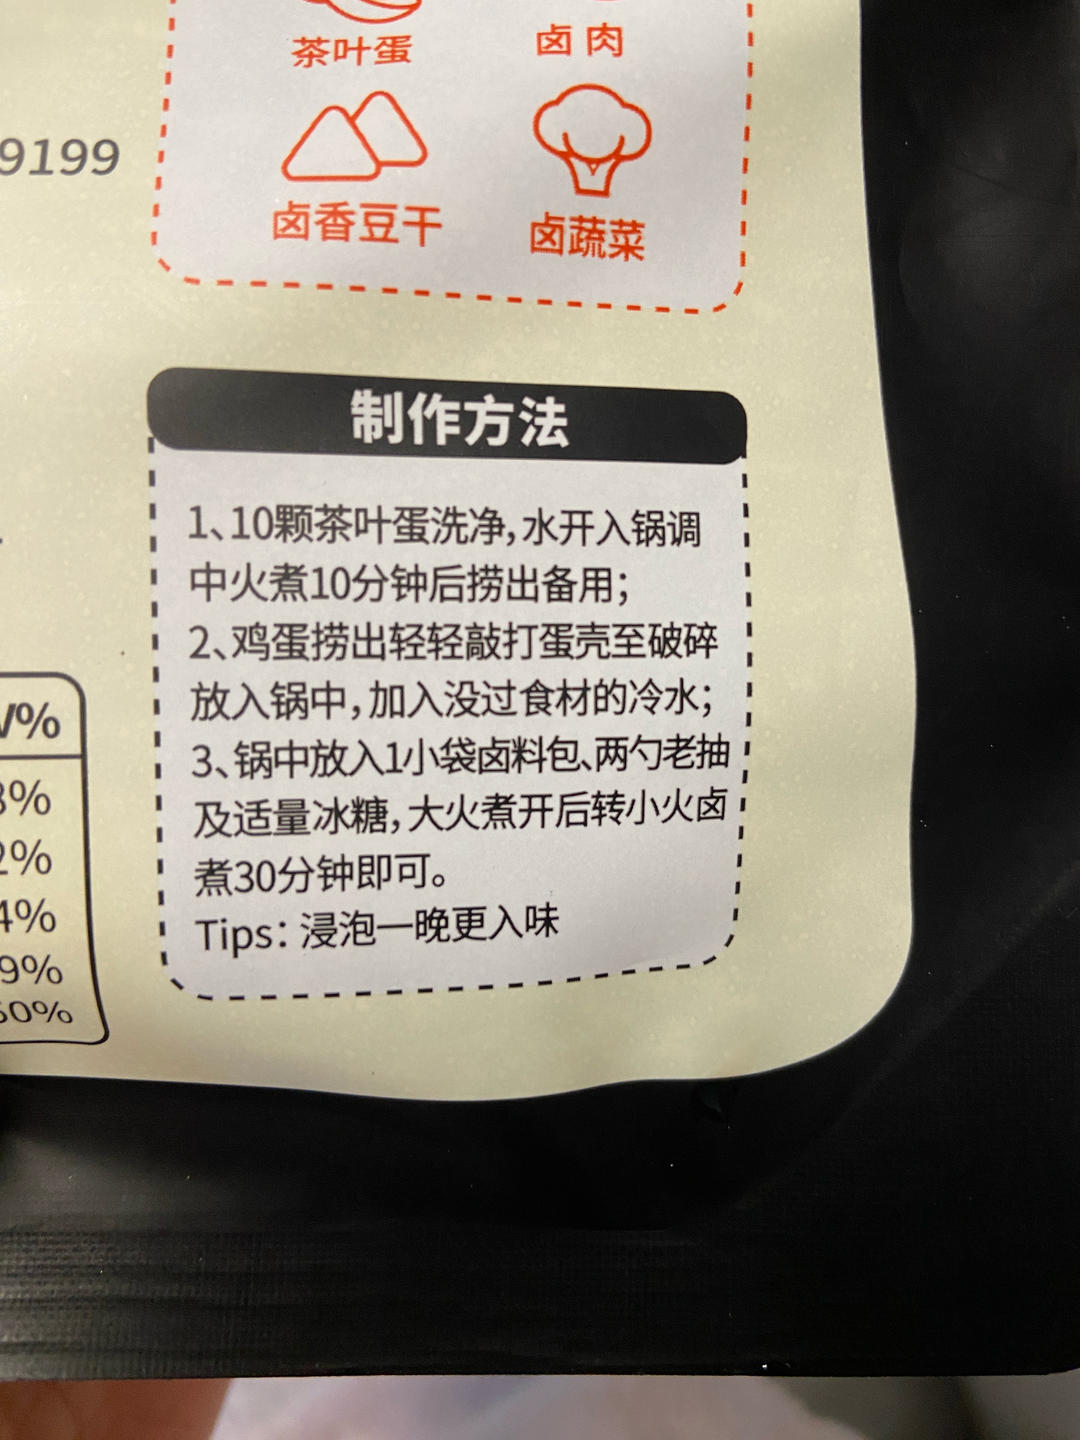 茶叶蛋
卤肉
9199
卤香豆干
卤蔬菜
制作方法
1、10颗茶叶蛋洗净,水开入锅调
中火煮10分钟后捞出备用;
2、鸡蛋捞出轻轻敲打蛋壳至破碎
放入锅中,加入没过食材的冷水;
3、锅中放入1小袋卤料包、两勺老抽
及适量冰糖,大火煮开后转小火卤
煮30分钟即可。
Tips: 浸泡一晚更入味
V%
3%
2%
4%
9%
60%